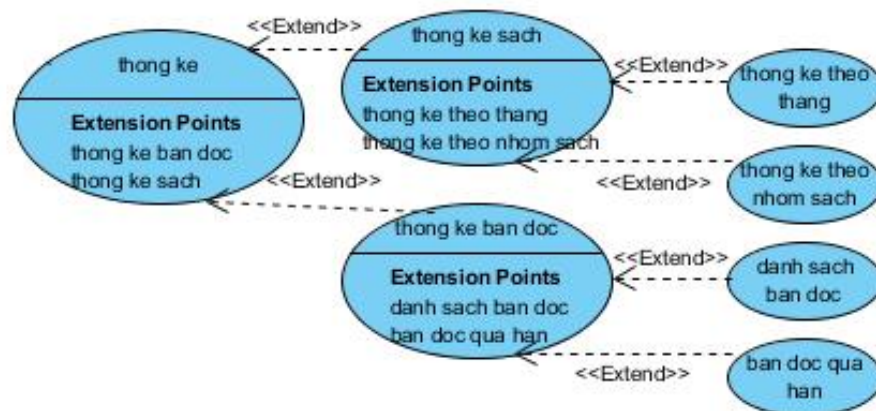 <<Extend>>
thong ke
Extension Points
thong ke ban doc
thong ke sach
thong ke sach
Extension Points
thong ke theo thang
thong ke theo nhom sach
<<Extend>>
thong ke theo
thang
<<Extend>>
thong ke theo
nhom sach
<<Extend>>
thong ke ban doc
Extension Points
danh sach ban doc
ban doc qua han
<<Extend>>
danh sach
ban doc
<<Extend>>
ban doc qua
han